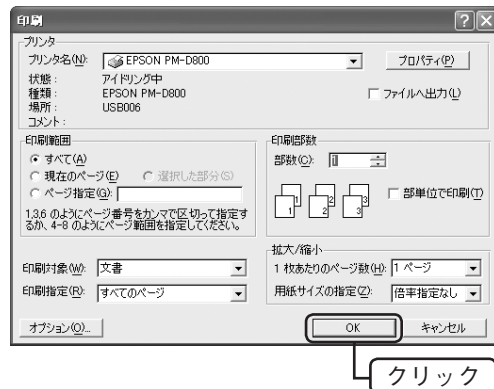 印刷
プリンタ
プリンタ名(N): EPSON PM-D800 プロパティ(P)
状態: アイドリング中
種類: EPSON PM-D800 ファイルへ出力(L)
場所: USB006
コメント:
印刷範囲
すべて(A)
現在のページ(E) 選択した部分(S)
ページ指定(G):
1,3,6 のようにページ番号をカンマで区切って指定す
るか、4-8 のようにページ範囲を指定してください。
印刷部数
部数(C): 1
1 1 2 2 3 3
部単位で印刷(T)
印刷対象(W): 文書
印刷指定(R): すべてのページ
拡大/縮小
1 枚あたりのページ数(H): 1 ページ
用紙サイズの指定(Z): 倍率指定なし
オプション(O)... OK キャンセル
クリック